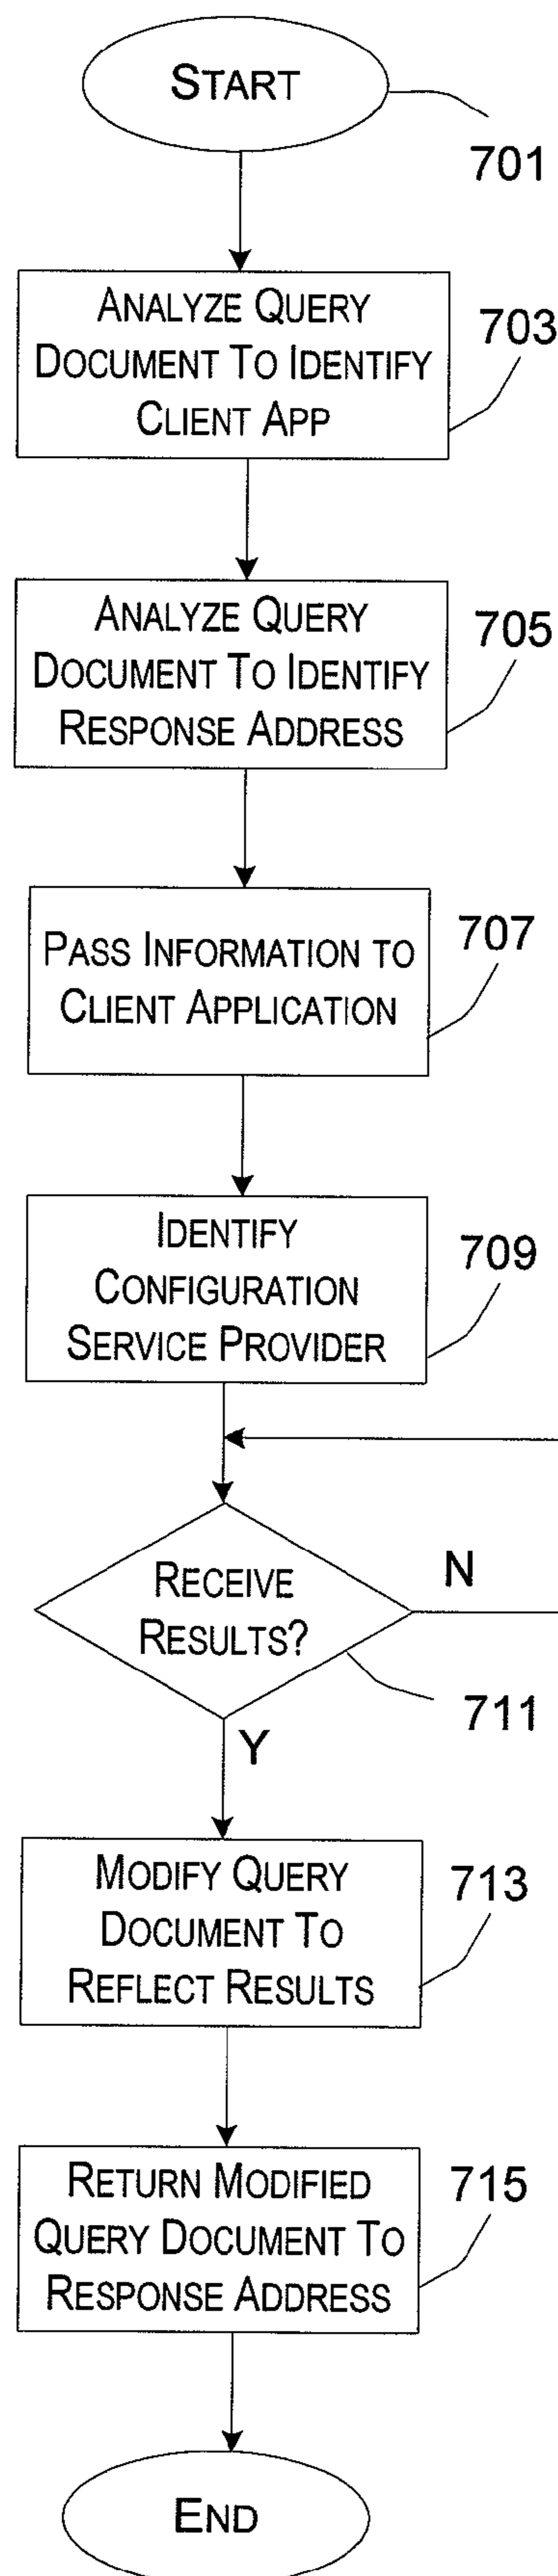 START
701
ANALYZE QUERY
DOCUMENT TO IDENTIFY
CLIENT APP
703
ANALYZE QUERY
DOCUMENT TO IDENTIFY
RESPONSE ADDRESS
705
PASS INFORMATION TO
CLIENT APPLICATION
707
IDENTIFY
CONFIGURATION
SERVICE PROVIDER
709
RECEIVE
RESULTS?
N
711
Y
MODIFY QUERY
DOCUMENT TO
REFLECT RESULTS
713
RETURN MODIFIED
QUERY DOCUMENT TO
RESPONSE ADDRESS
715
END